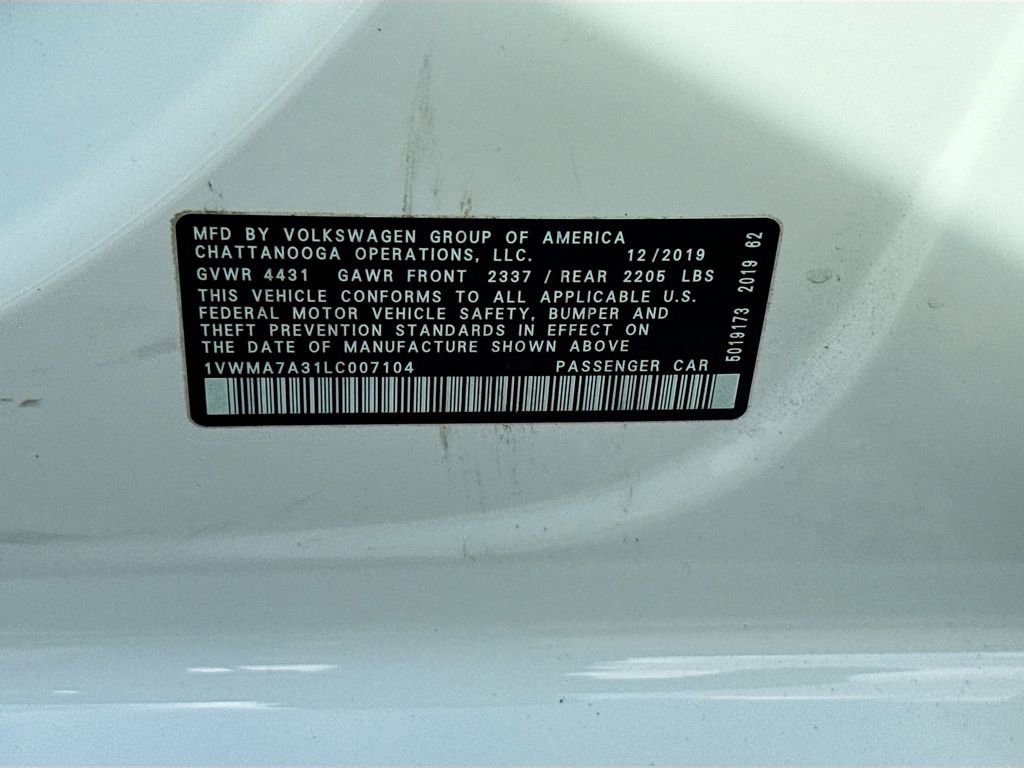 MFD BY VOLKSWAGEN GROUP OF AMERICA
CHATTANOOGA OPERATIONS, LLC. 12/2019
GVWR 4431 GAWR FRONT 2337 / REAR 2205 LBS
THIS VEHICLE CONFORMS TO ALL APPLICABLE U.S.
FEDERAL MOTOR VEHICLE SAFETY, BUMPER AND
THEFT PREVENTION STANDARDS IN EFFECT ON
THE DATE OF MANUFACTURE SHOWN ABOVE
1VWMA7A31LC007104 PASSENGER CAR
5019173 2019 62